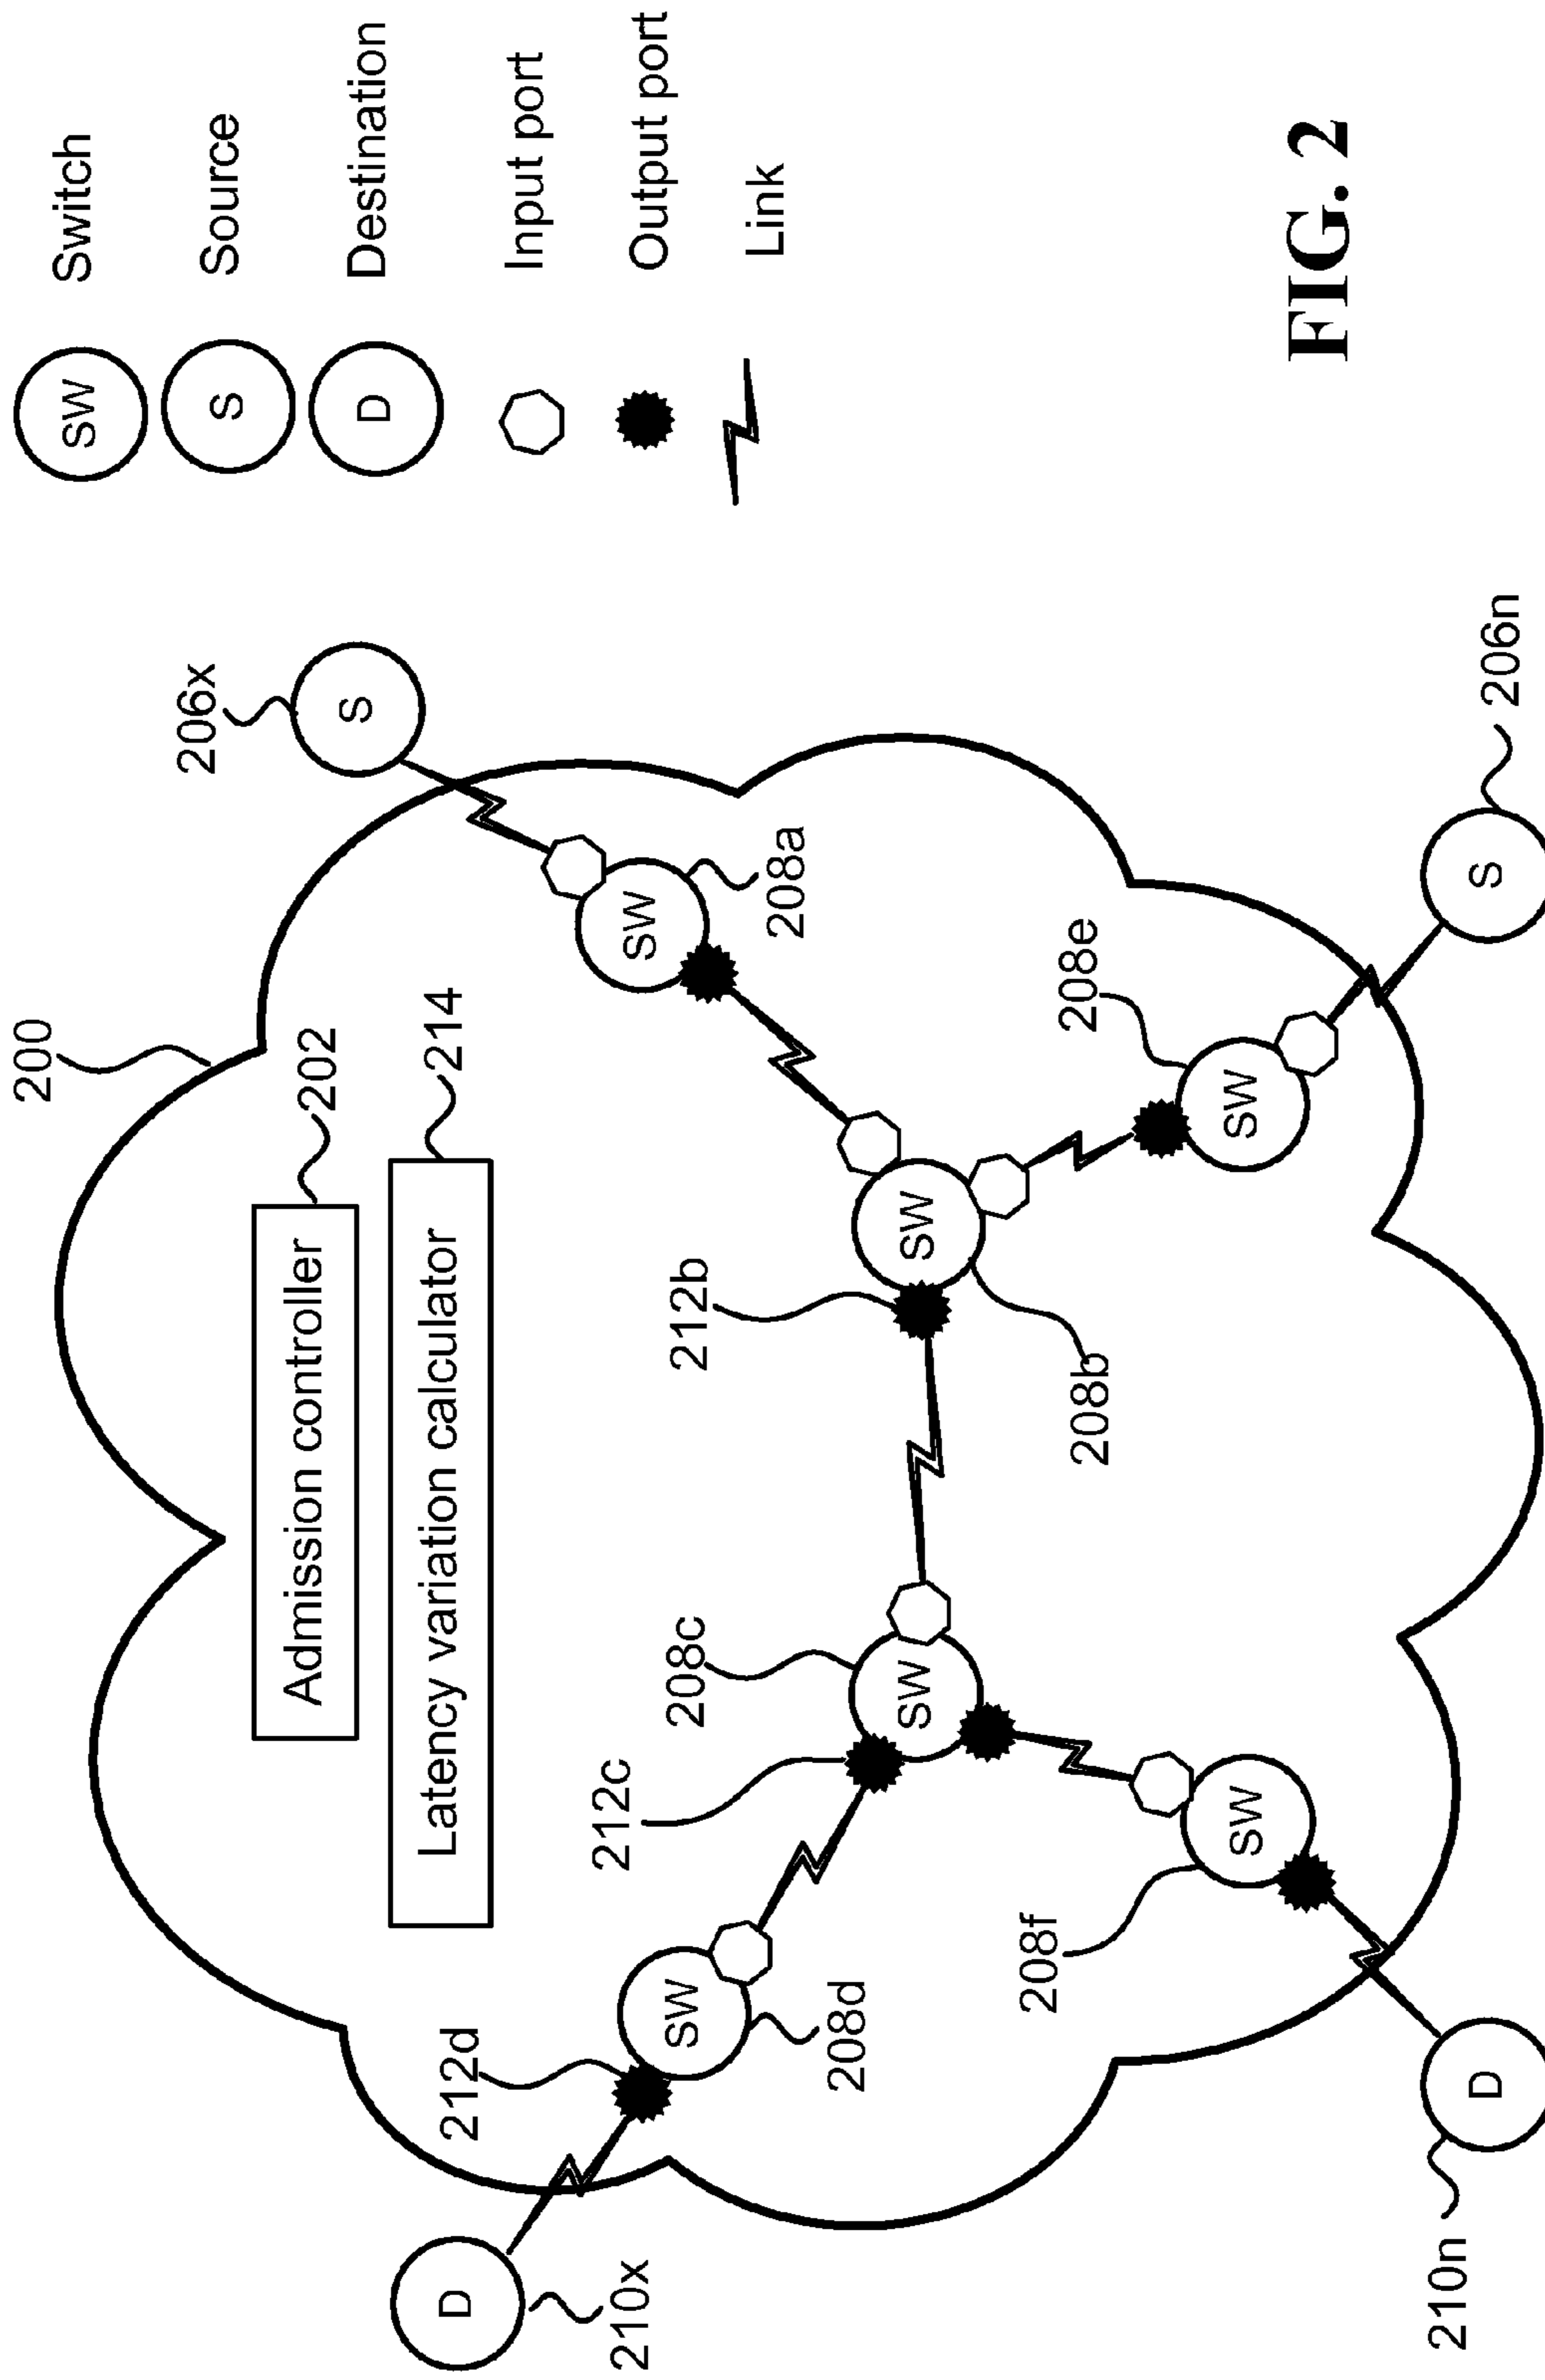 200
Admission controller
202
Latency variation calculator
214
206x
S
SW
208a
212b
SW
208b
208e
SW
S
206n
208c
SW
212c
212d
SW
208d
D
210x
208f
SW
D
210n
SW Switch
S Source
D Destination
Input port
Output port
Link
FIG. 2